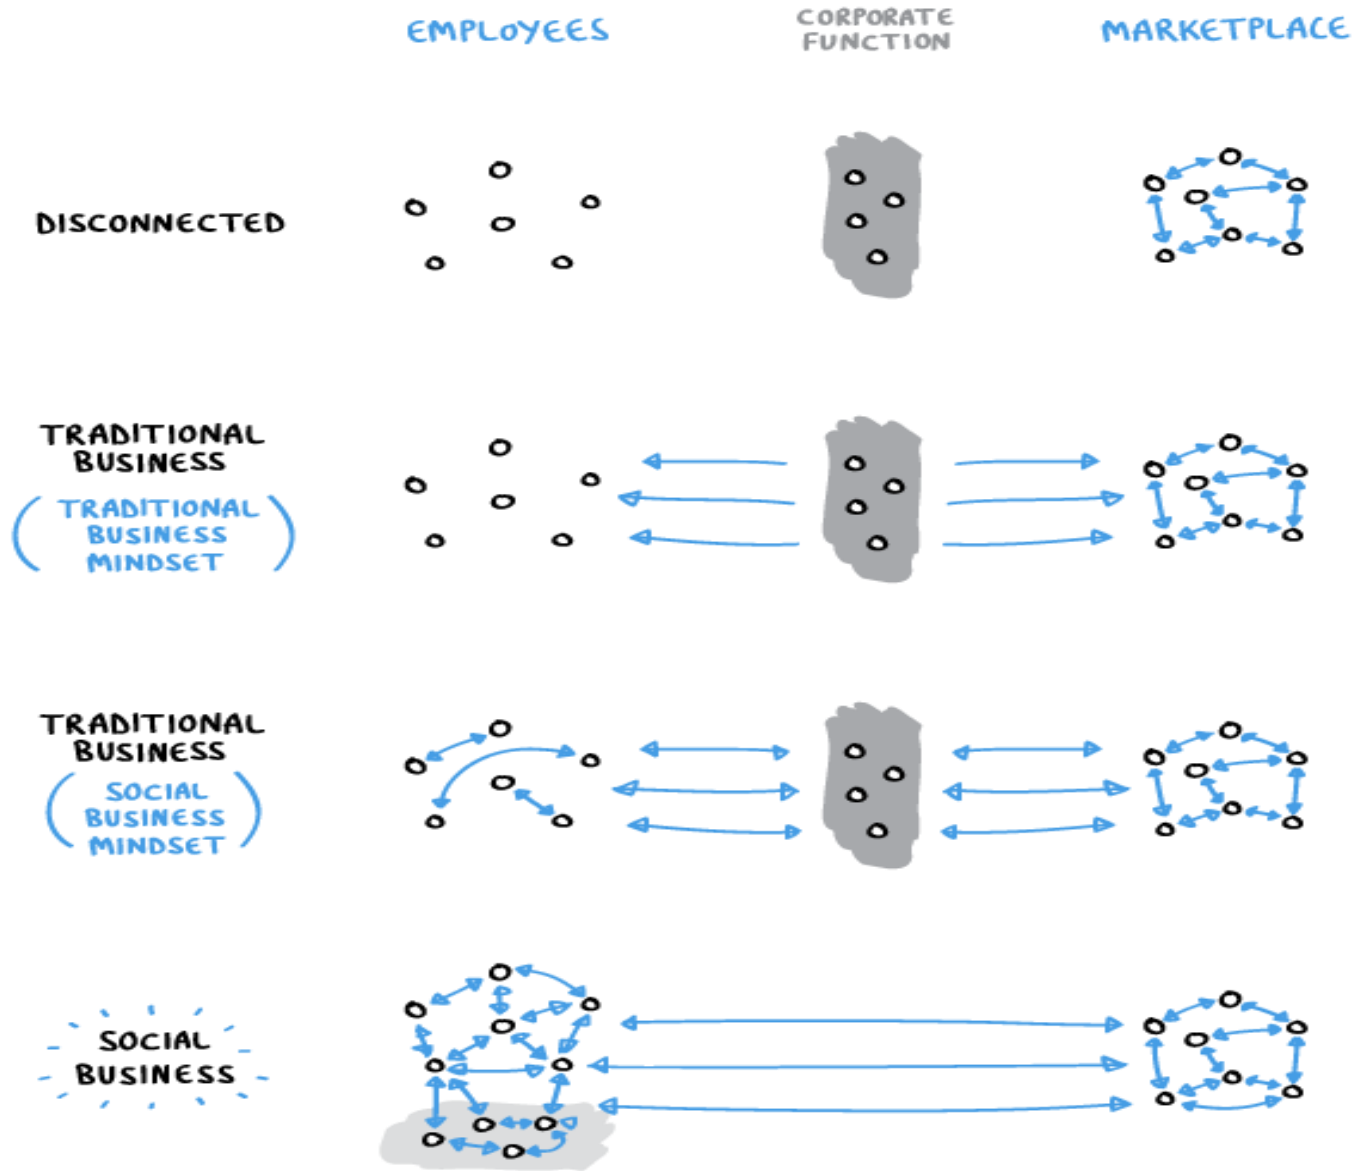 EMPLOYEES
CORPORATE
FUNCTION
MARKETPLACE
DISCONNECTED
TRADITIONAL
BUSINESS
( TRADITIONAL
BUSINESS
MINDSET )
TRADITIONAL
BUSINESS
( SOCIAL
BUSINESS
MINDSET )
SOCIAL
BUSINESS